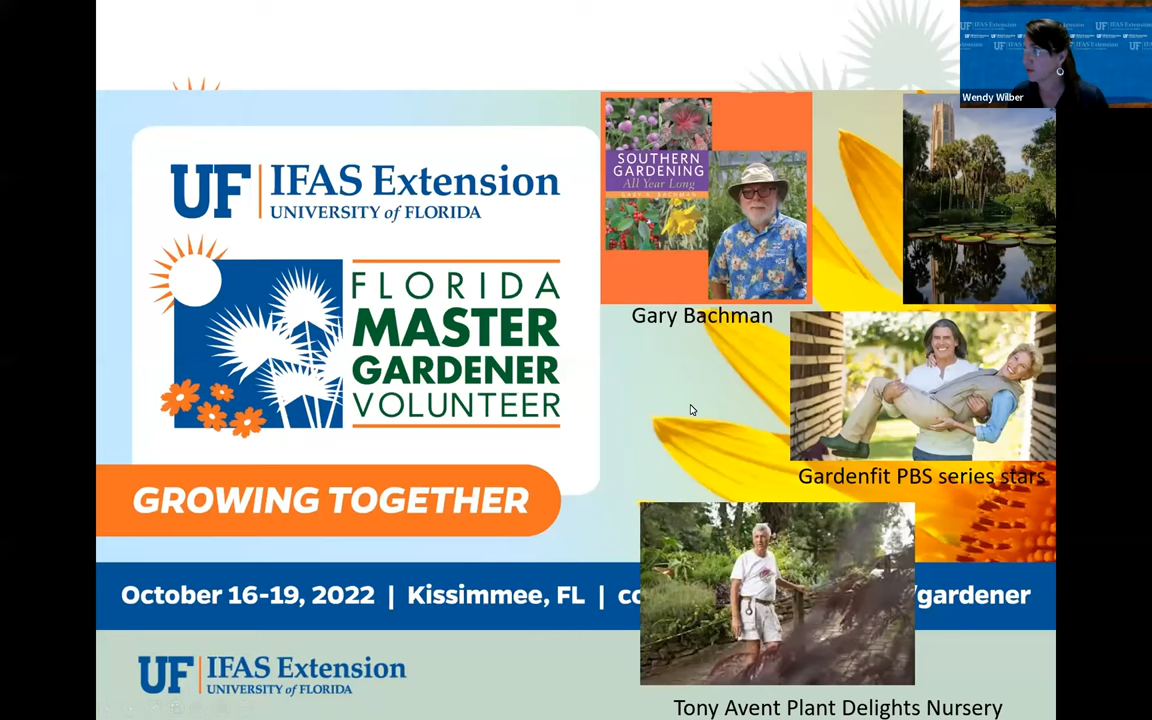 Wendy Wilber
UF | IFAS Extension
UNIVERSITY of FLORIDA
FLORIDA
MASTER
GARDENER
VOLUNTEER
GROWING TOGETHER
SOUTHERN
GARDENING
All Year Long
GARY R. BACHMAN
Gary Bachman
Gardenfit PBS series stars
October 16-19, 2022 | Kissimmee, FL | co
/gardener
UF | IFAS Extension
UNIVERSITY of FLORIDA
Tony Avent Plant Delights Nursery